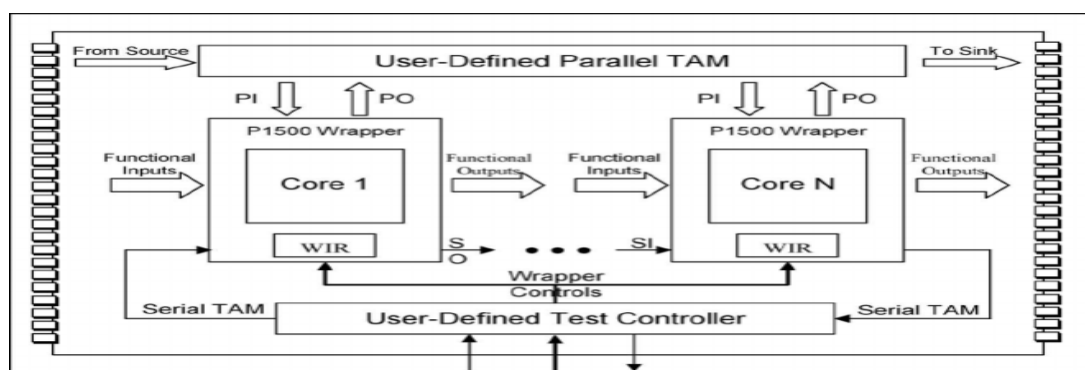 From Source
User-Defined Parallel TAM
To Sink
PI
PO
PI
PO
P1500 Wrapper
P1500 Wrapper
Functional
Inputs
Core 1
Functional
Outputs
Functional
Inputs
Core N
Functional
Outputs
WIR
S
O
SI
WIR
Wrapper
Controls
Serial TAM
User-Defined Test Controller
Serial TAM